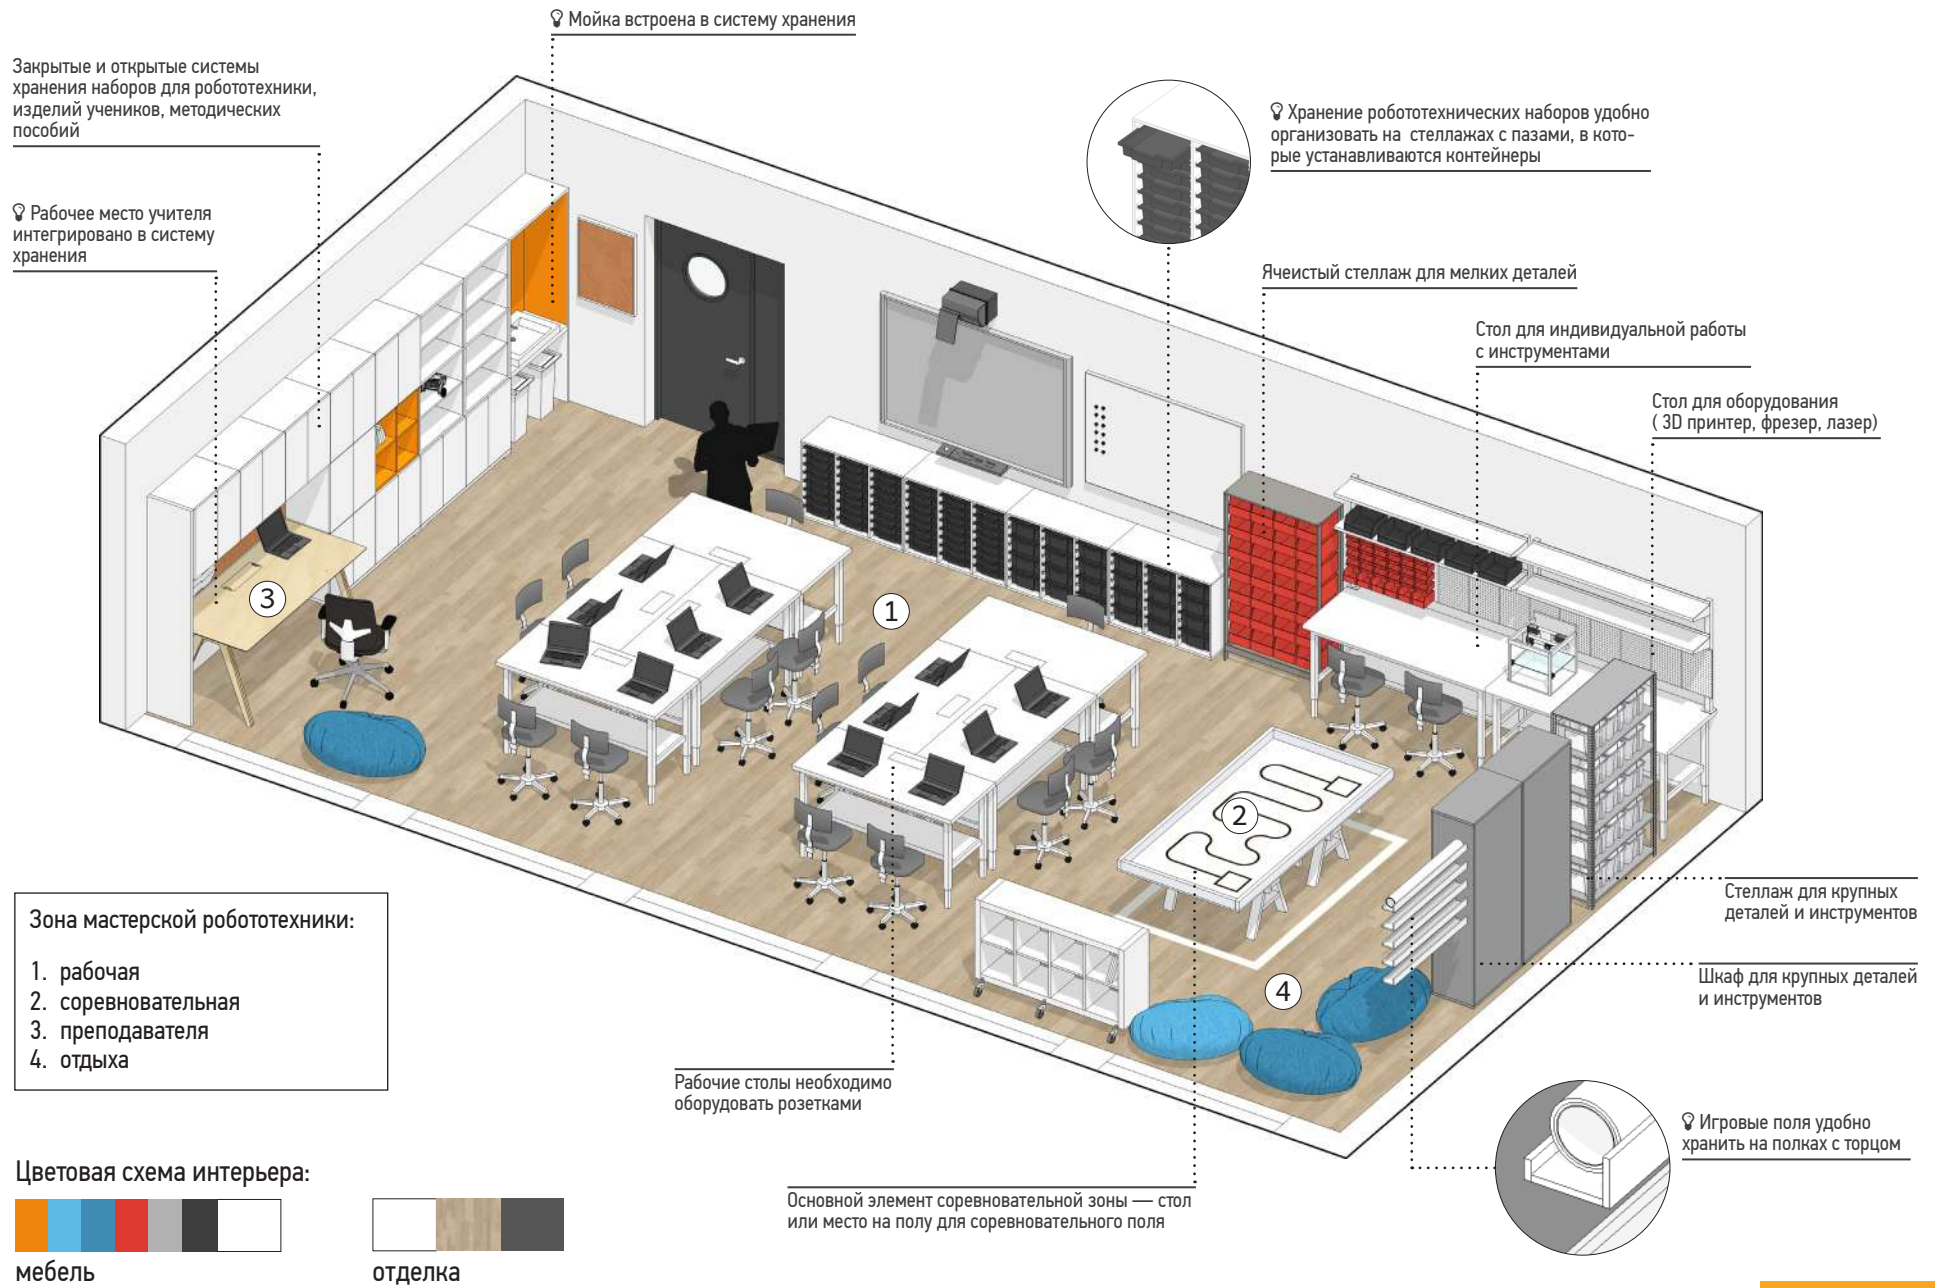 Мойка встроена в систему хранения
Закрытые и открытые системы
хранения наборов для робототехники,
изделий учеников, методических
пособий
Хранение робототехнических наборов удобно
организовать на стеллажах с пазами, в кото-
рые устанавливаются контейнеры
Рабочее место учителя
интегрировано в систему
хранения
Ячеистый стеллаж для мелких деталей
Стол для индивидуальной работы
с инструментами
Стол для оборудования
( 3D принтер, фрезер, лазер)
3
1
2
4
Зона мастерской робототехники:
1. рабочая
2. соревновательная
3. преподавателя
4. отдыха
Стеллаж для крупных
деталей и инструментов
Шкаф для крупных деталей
и инструментов
Рабочие столы необходимо
оборудовать розетками
Игровые поля удобно
хранить на полках с торцом
Основной элемент соревновательной зоны — стол
или место на полу для соревновательного поля
Цветовая схема интерьера:
мебель
отделка